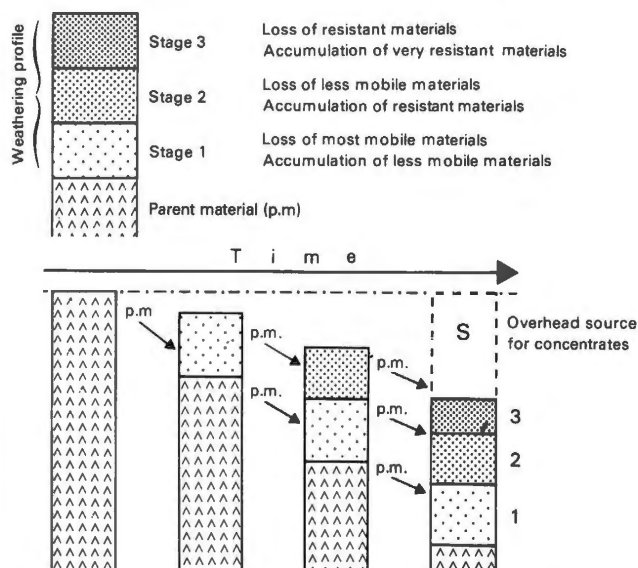 Weathering profile
Stage 3
Loss of resistant materials
Accumulation of very resistant materials
Stage 2
Loss of less mobile materials
Accumulation of resistant materials
Stage 1
Loss of most mobile materials
Accumulation of less mobile materials
Parent material (p.m)
T i m e
p.m
p.m.
p.m.
p.m.
p.m.
p.m.
S
Overhead source
for concentrates
3
2
1